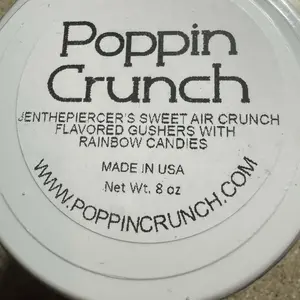 Poppin
Crunch
JENTHEPIERCER'S SWEET AIR CRUNCH
FLAVORED GUSHERS WITH
RAINBOW CANDIES
MADE IN USA
Net Wt. 8 oz
WWW.POPPINCRUNCH.COM